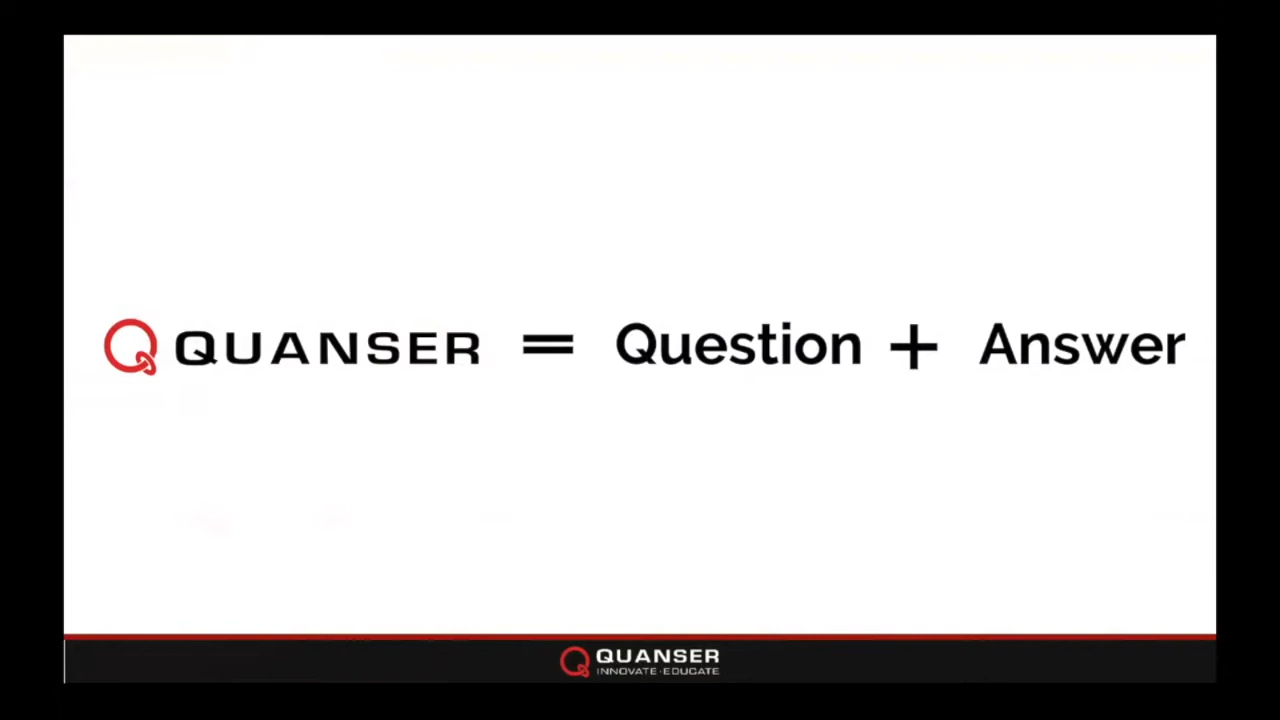 QUANSER = Question + Answer
QUANSER
INNOVATE·EDUCATE